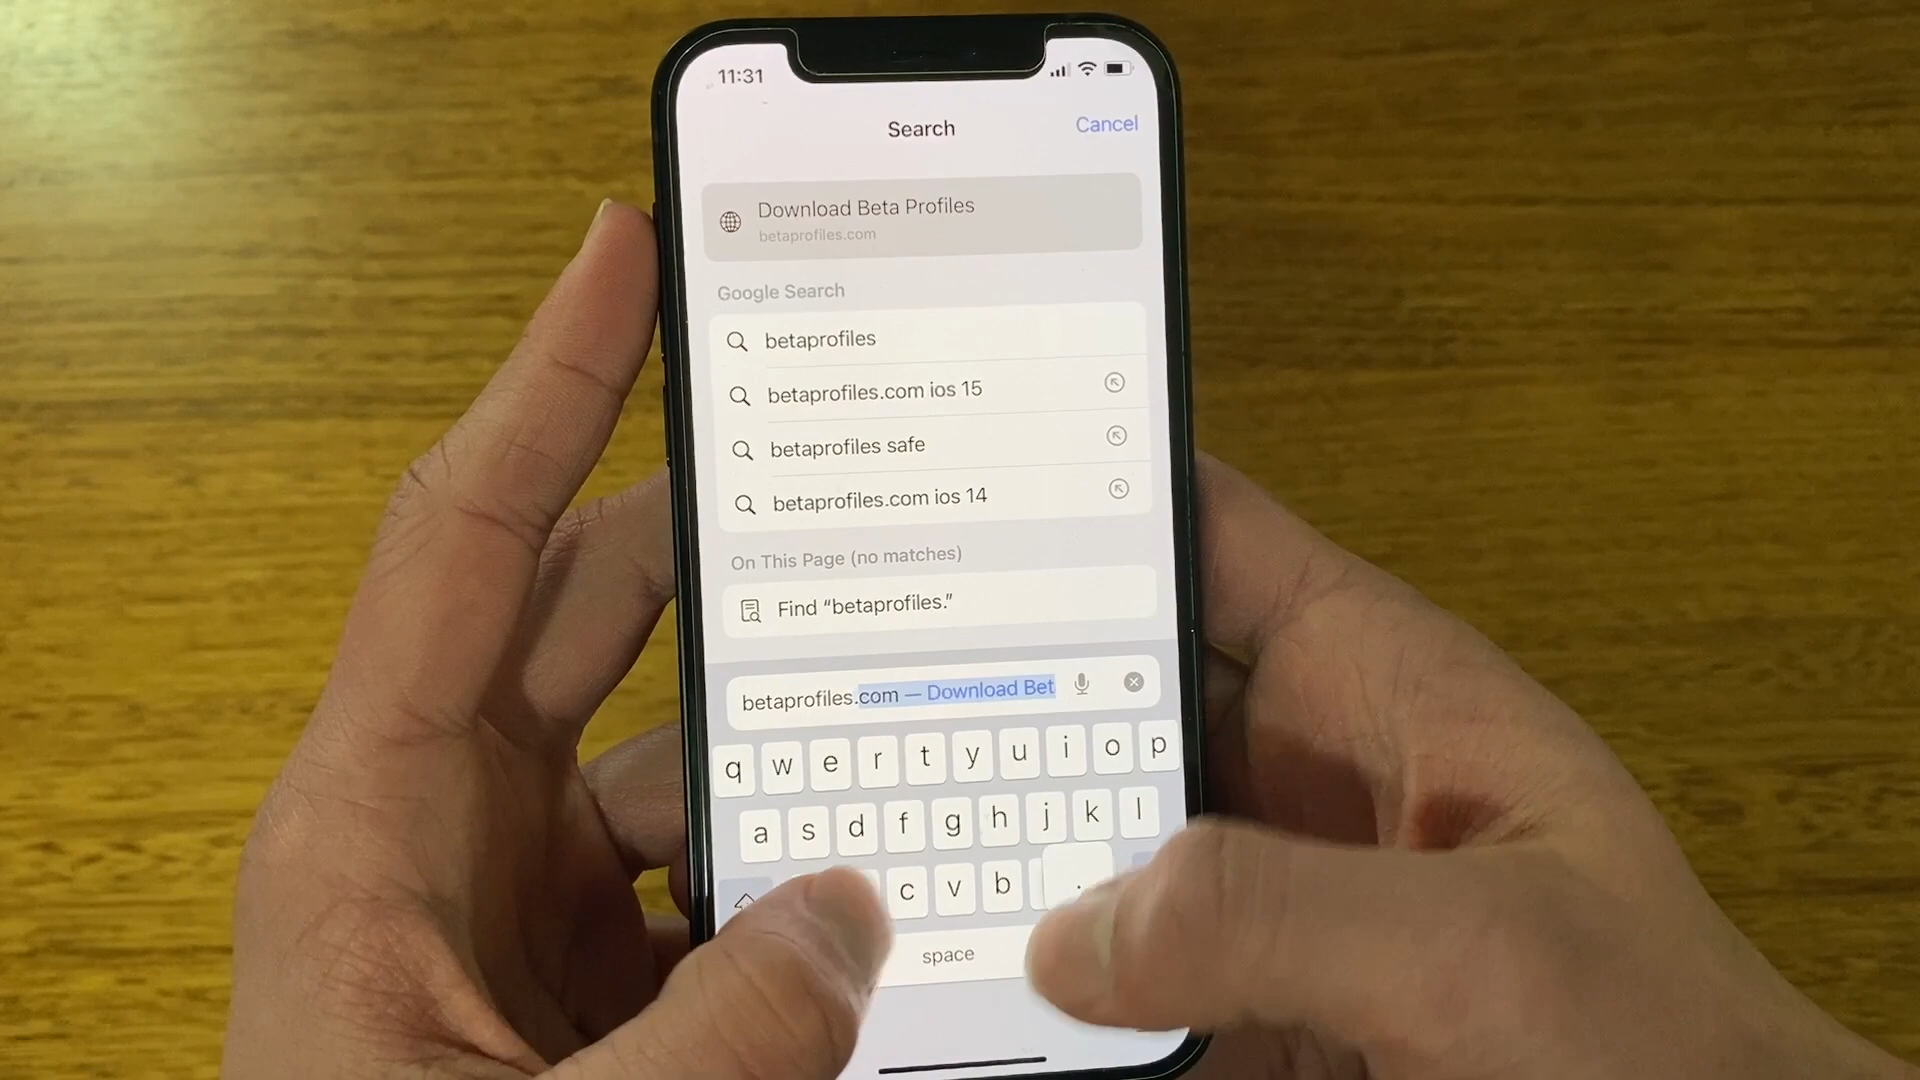 11:31
Search
Cancel
Download Beta Profiles
betaprofiles.com
Google Search
betaprofiles
betaprofiles.com ios 15
betaprofiles safe
betaprofiles.com ios 14
On This Page (no matches)
Find “betaprofiles.”
betaprofiles.com — Download Bet
q w e r t y u i o p
a s d f g h j k l
c v b .
space